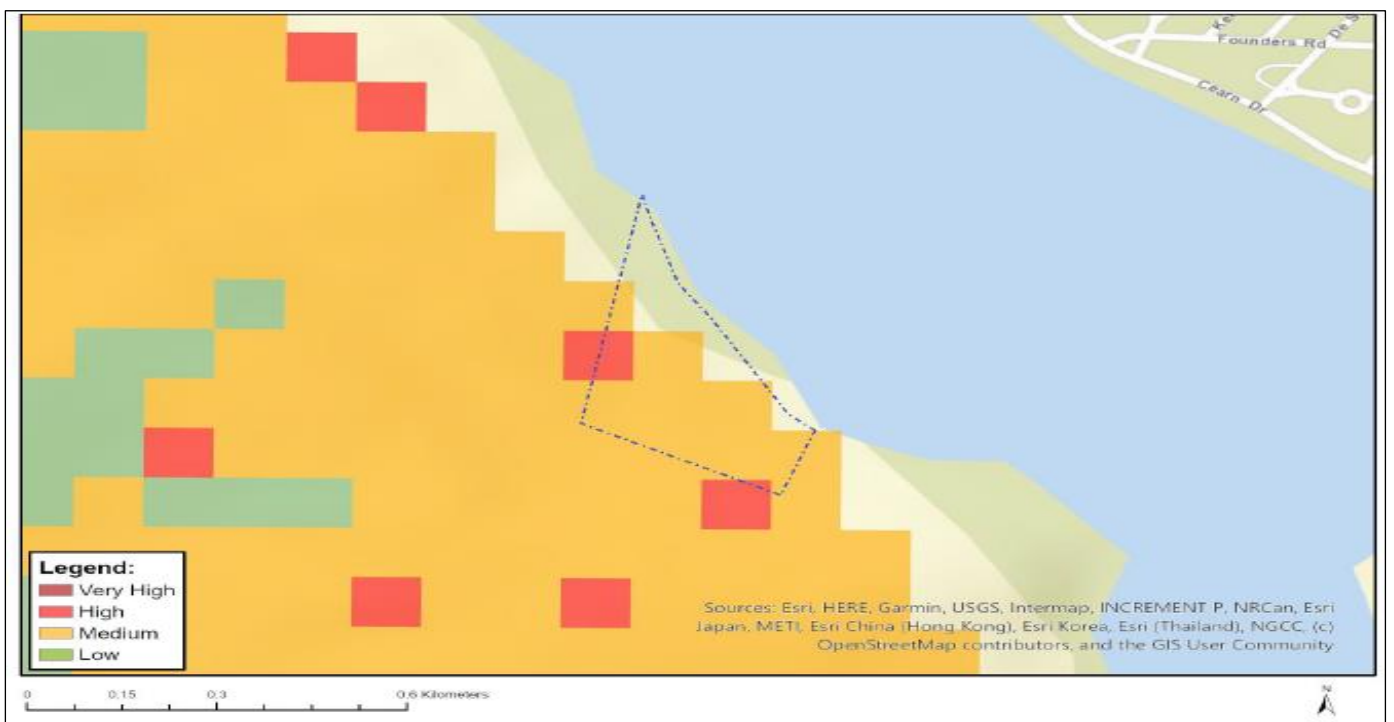 Ke
De S
Founders Rd
Cearn Dr
Legend:
Very High
High
Medium
Low
Sources: Esri, HERE, Garmin, USGS, Intermap, INCREMENT P, NRCan, Esri
Japan, METI, Esri China (Hong Kong), Esri Korea, Esri (Thailand), NGCC, (c)
OpenStreetMap contributors, and the GIS User Community
0 0.15 0.3 0.6 Kilometers
N